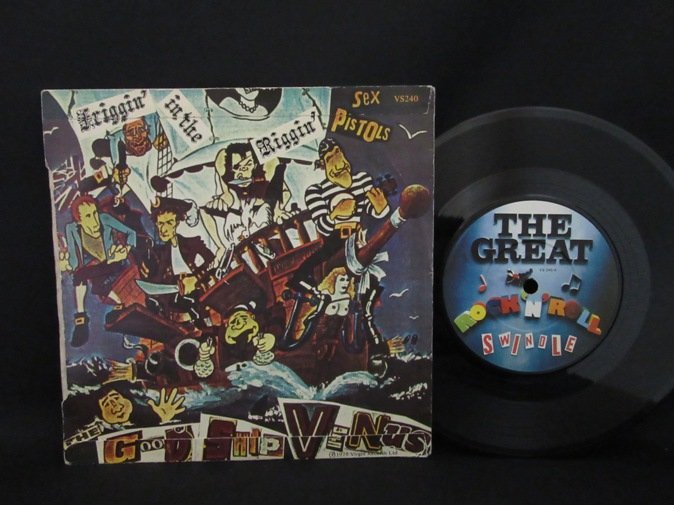 Friggin' in the Riggin'
SEX PISTOLS
VS240
THE GOOD SHIP VENUS
℗ 1978 Virgin Records Ltd
THE GREAT
ROCK 'N' ROLL
SWINDLE